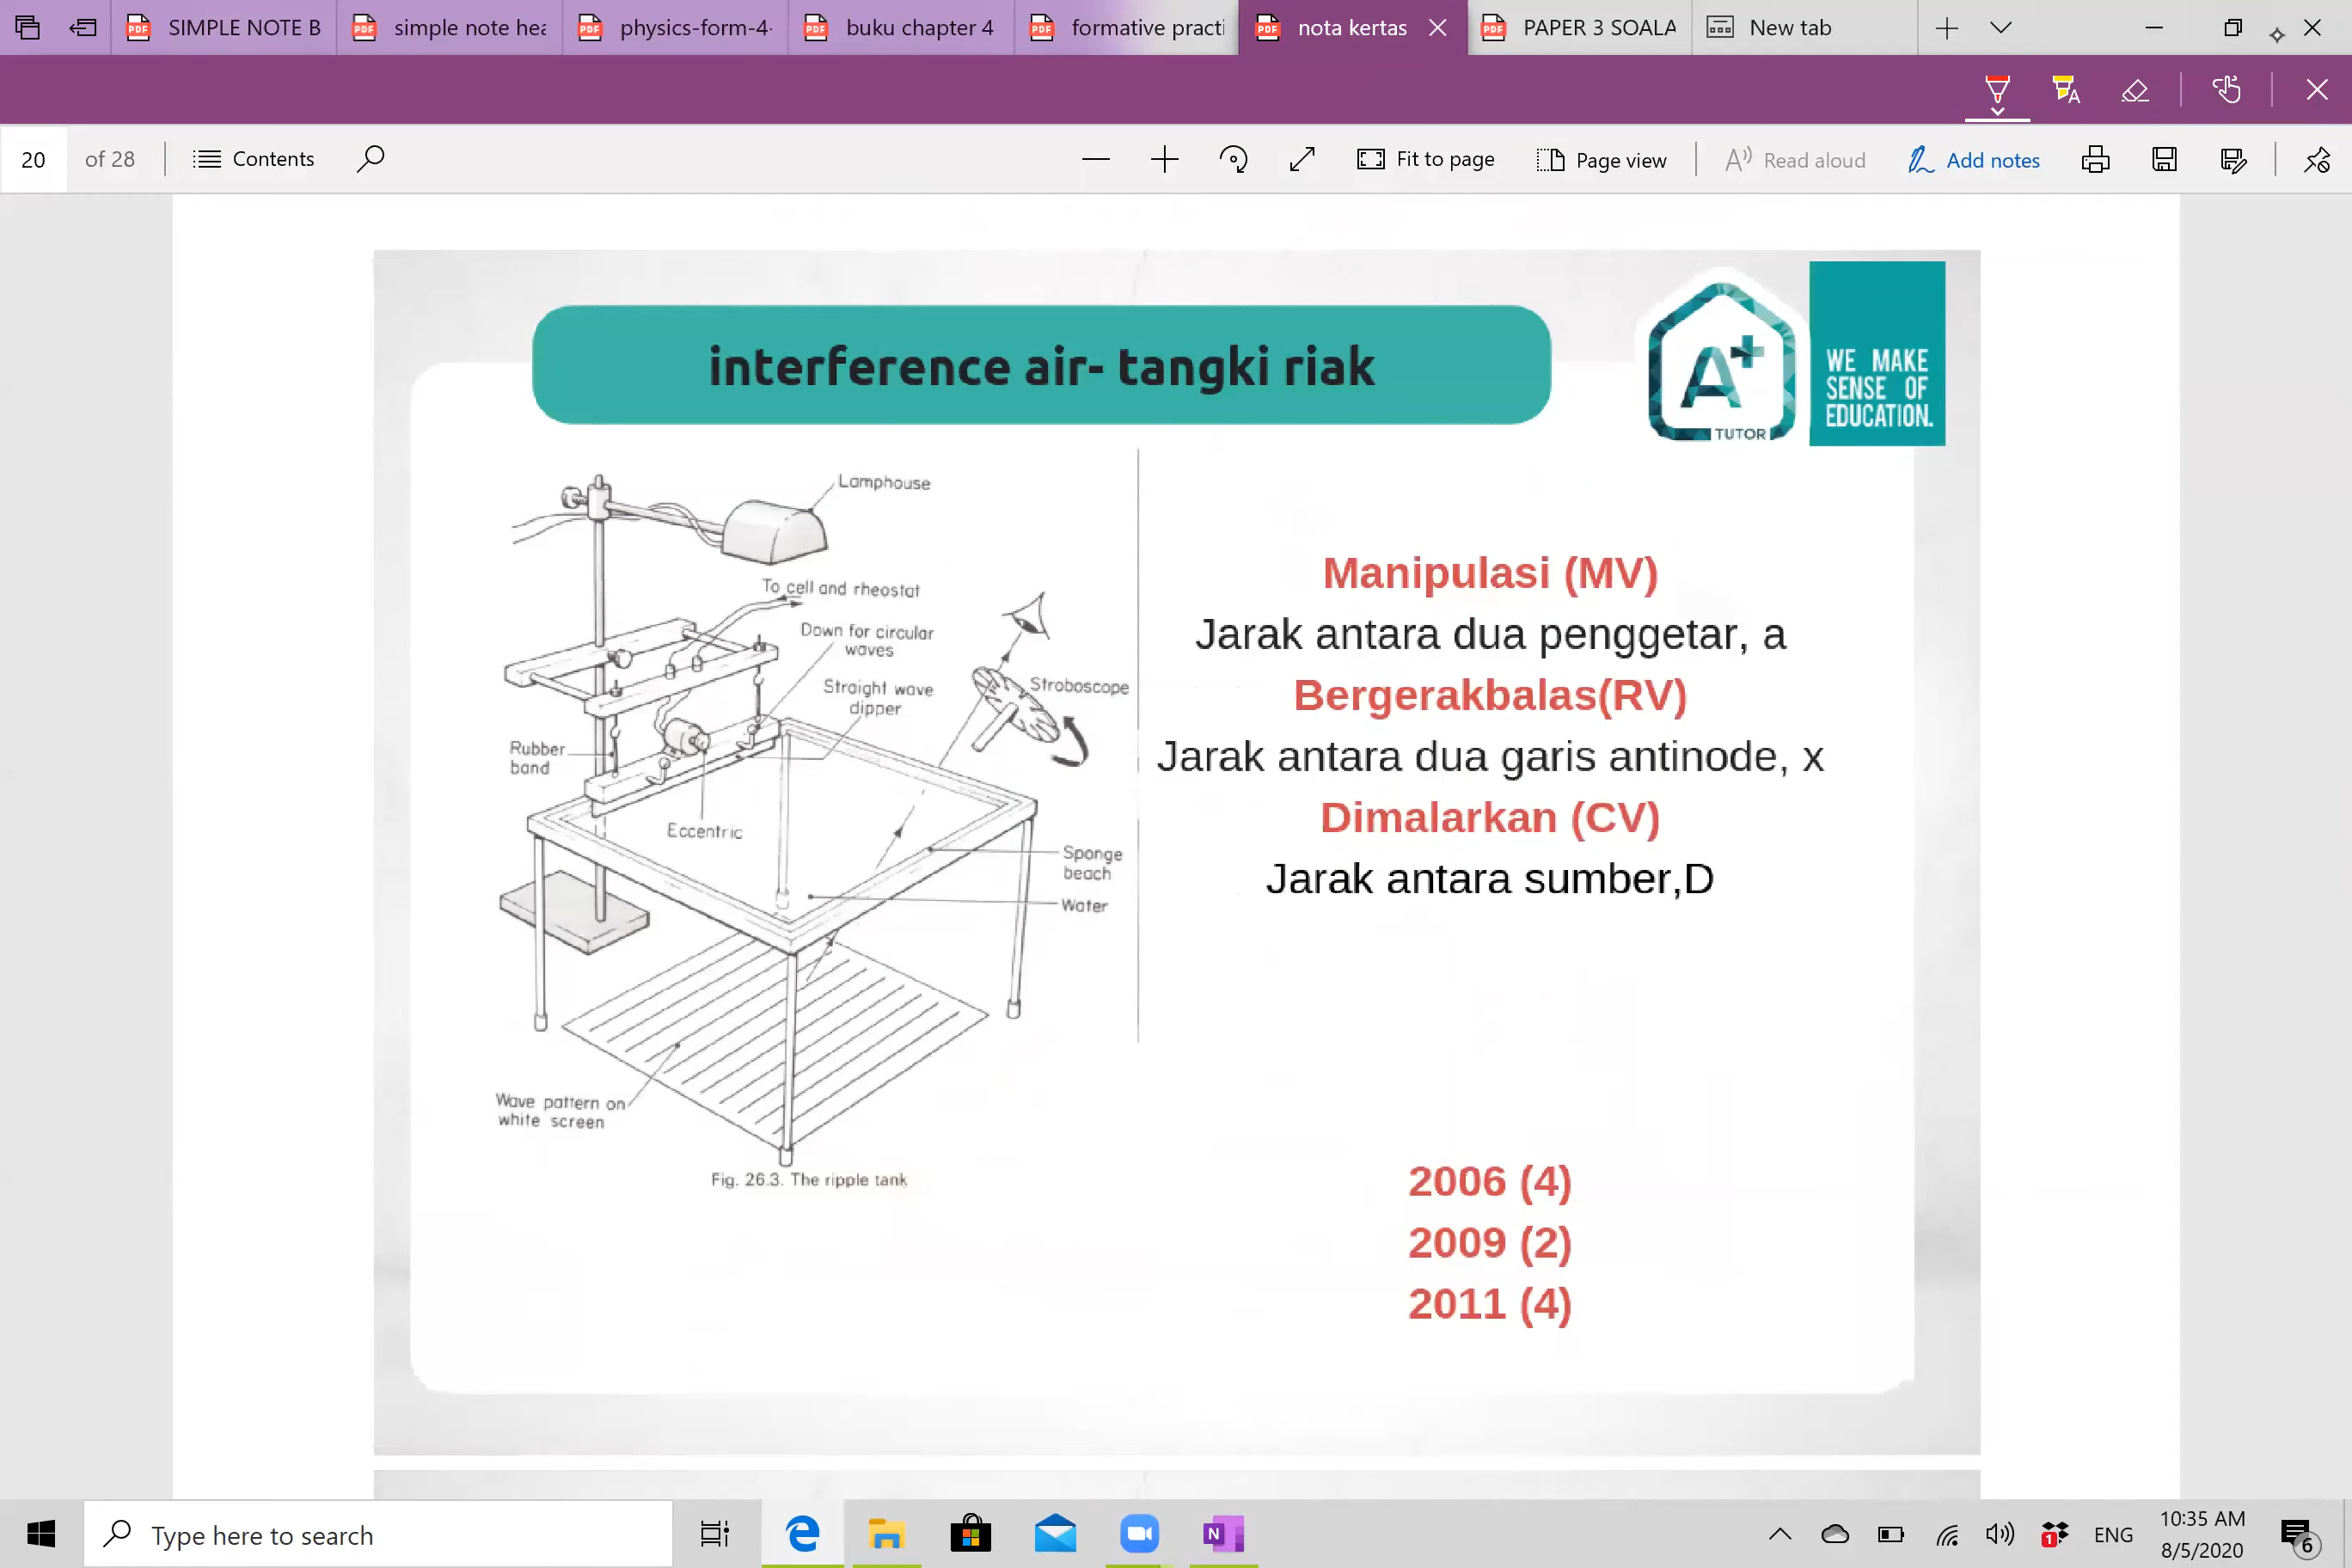 SIMPLE NOTE B
simple note hea
physics-form-4-
buku chapter 4
formative practi
nota kertas
PAPER 3 SOALA
New tab
20 of 28
Contents
Fit to page
Page view
Read aloud
Add notes
interference air- tangki riak
A+
TUTOR
WE MAKE
SENSE OF
EDUCATION.
Lamphouse
To cell and rheostat
Down for circular
waves
Straight wave
dipper
Stroboscope
Rubber
band
Eccentric
Sponge
beach
Water
Wave pattern on
white screen
Fig. 26.3. The ripple tank
Manipulasi (MV)
Jarak antara dua penggetar, a
Bergerakbalas(RV)
Jarak antara dua garis antinode, x
Dimalarkan (CV)
Jarak antara sumber,D
2006 (4)
2009 (2)
2011 (4)
Type here to search
ENG
10:35 AM
8/5/2020
6